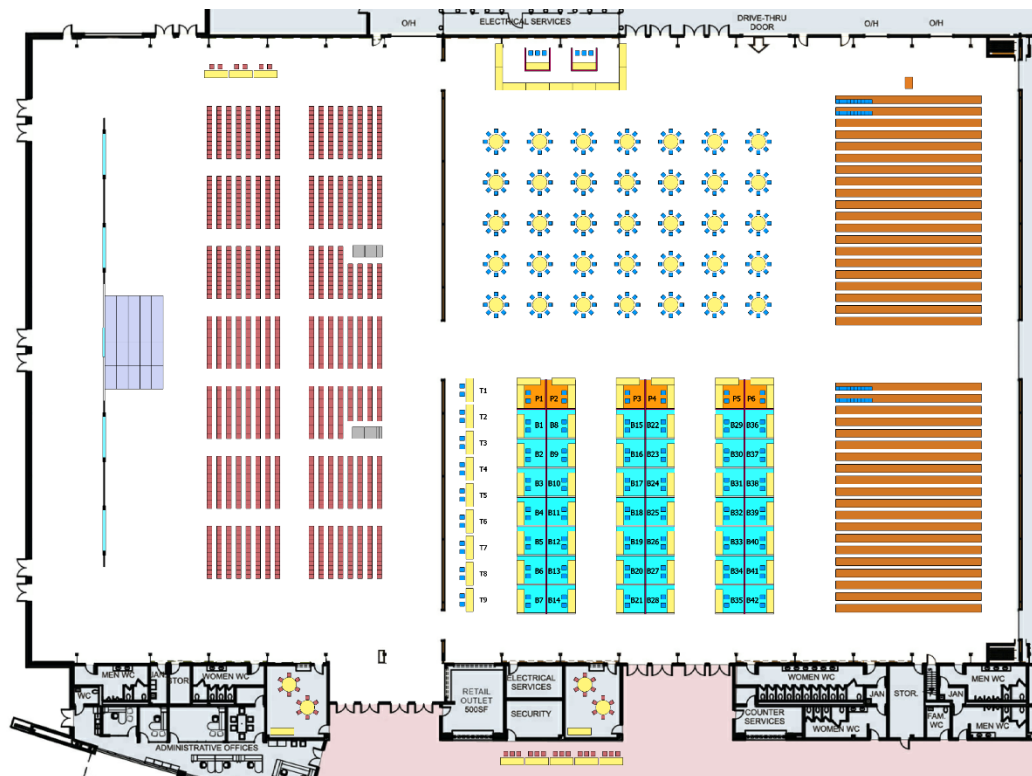 O/H
ELECTRICAL SERVICES
DRIVE-THRU
DOOR
O/H
O/H
T1
T2
T3
T4
T5
T6
T7
T8
T9
P1 P2
B1 B8
B2 B9
B3 B10
B4 B11
B5 B12
B6 B13
B7 B14
P3 P4
B15 B22
B16 B23
B17 B24
B18 B25
B19 B26
B20 B27
B21 B28
P5 P6
B29 B36
B30 B37
B31 B38
B32 B39
B33 B40
B34 B41
B35 B42
MEN WC
JAN
STOR.
WOMEN WC
WC
ADMINISTRATIVE OFFICES
RETAIL
OUTLET
500SF
ELECTRICAL
SERVICES
SECURITY
WOMEN WC
JAN
STOR.
JAN
MEN WC
COUNTER
SERVICES
WOMEN WC
FAM.
WC
MEN WC